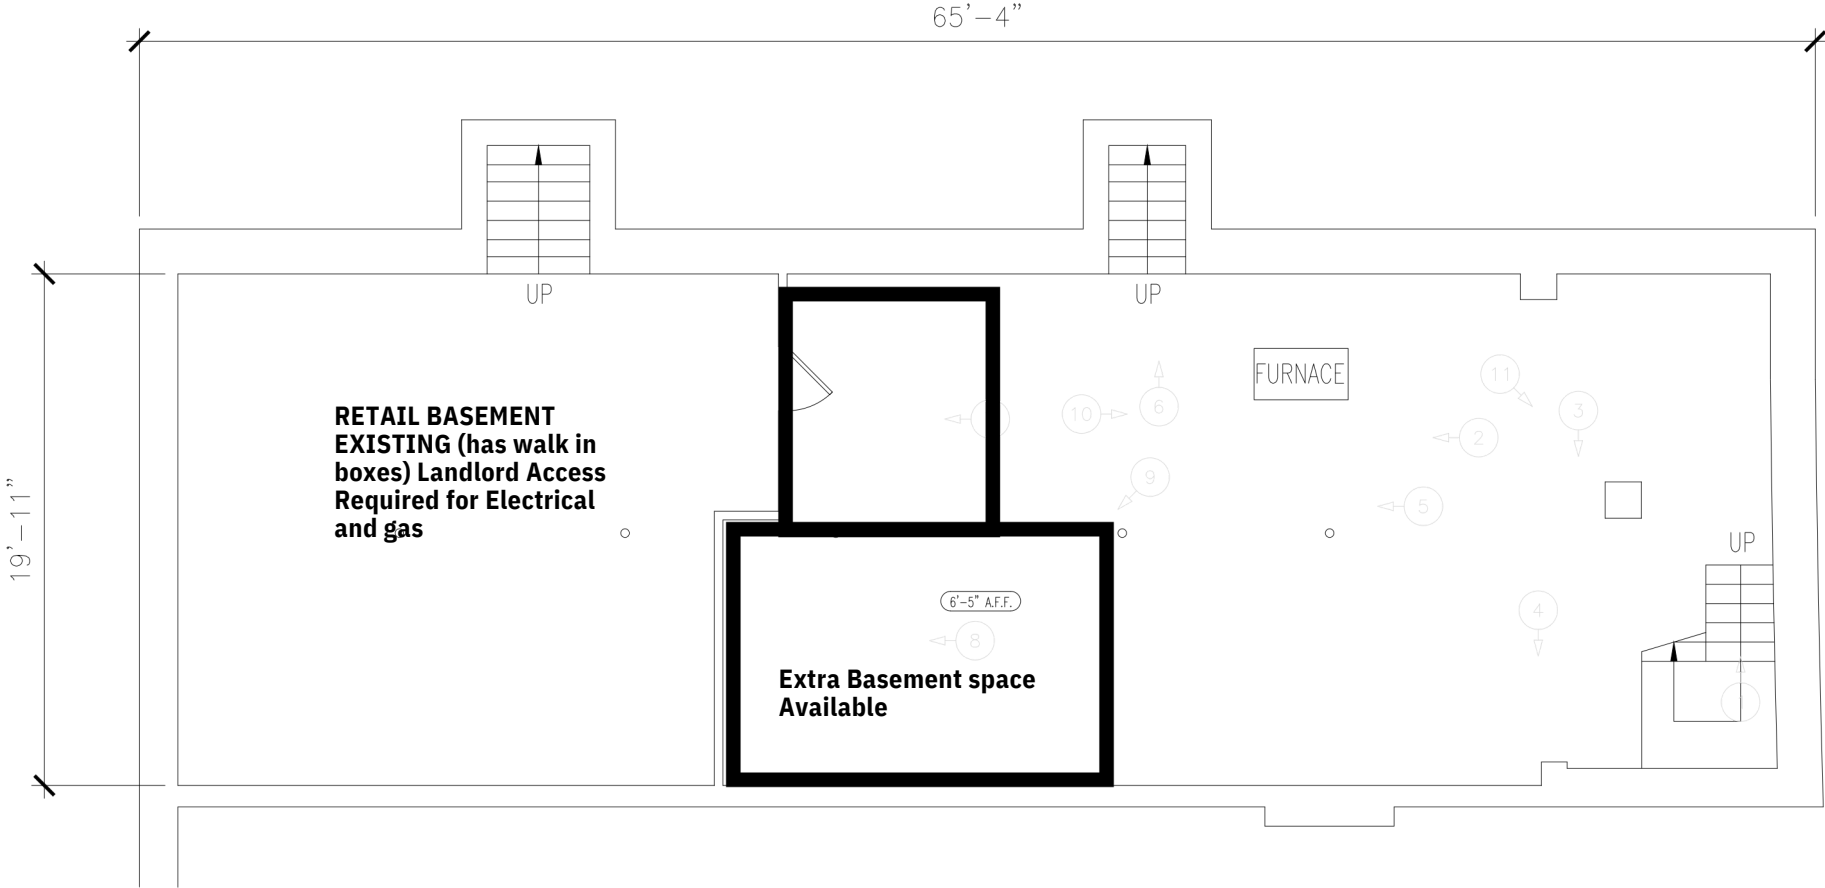 65'-4"
UP
UP
FURNACE
11
3
10
6
2
RETAIL BASEMENT
EXISTING (has walk in
boxes) Landlord Access
Required for Electrical
and gas
9
5
19'-11"
UP
6'-5" A.F.F.
4
8
Extra Basement space
Available